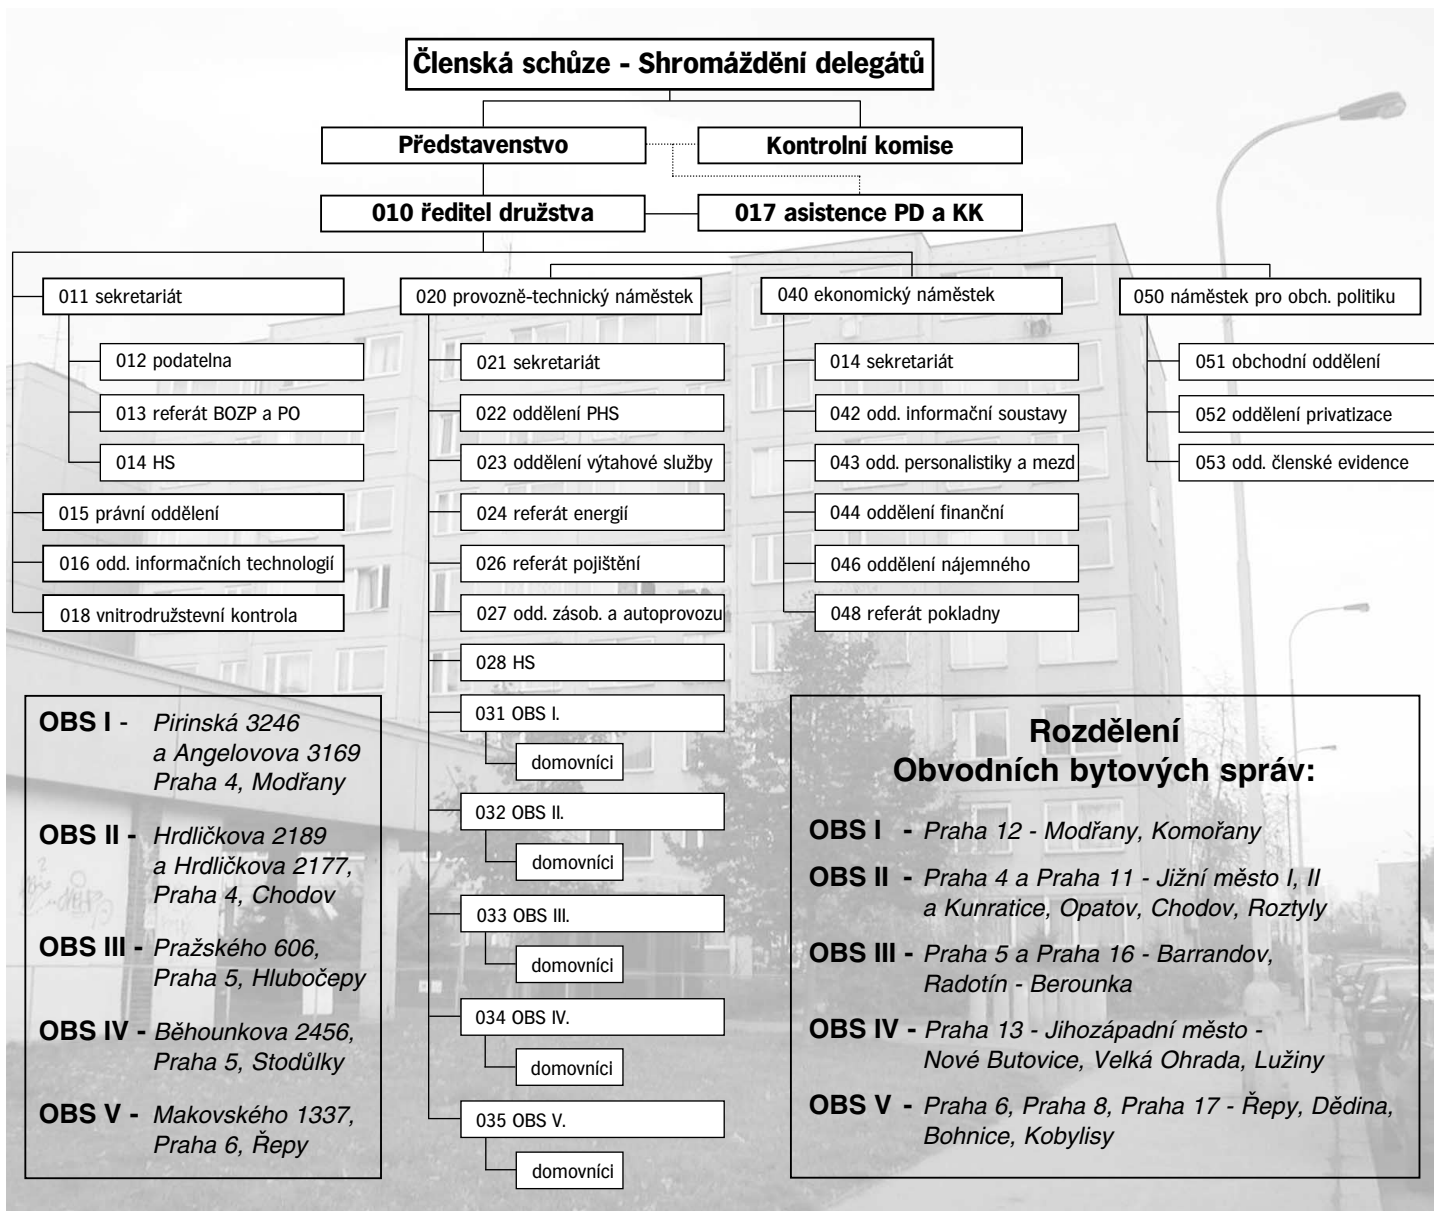 Členská schůze - Shromáždění delegátů
Představenstvo
Kontrolní komise
010 ředitel družstva
017 asistence PD a KK
011 sekretariát
012 podatelna
013 referát BOZP a PO
014 HS
015 právní oddělení
016 odd. informačních technologií
018 vnitrodružstevní kontrola
020 provozně-technický náměstek
021 sekretariát
022 oddělení PHS
023 oddělení výtahové služby
024 referát energií
026 referát pojištění
027 odd. zásob. a autoprovozu
028 HS
031 OBS I.
domovníci
032 OBS II.
domovníci
033 OBS III.
domovníci
034 OBS IV.
domovníci
035 OBS V.
domovníci
040 ekonomický náměstek
014 sekretariát
042 odd. informační soustavy
043 odd. personalistiky a mezd
044 oddělení finanční
046 oddělení nájemného
048 referát pokladny
050 náměstek pro obch. politiku
051 obchodní oddělení
052 oddělení privatizace
053 odd. členské evidence
OBS I - Pirinská 3246
a Angelovova 3169
Praha 4, Modřany
OBS II - Hrdličkova 2189
a Hrdličkova 2177,
Praha 4, Chodov
OBS III - Pražského 606,
Praha 5, Hlubočepy
OBS IV - Běhounkova 2456,
Praha 5, Stodůlky
OBS V - Makovského 1337,
Praha 6, Řepy
Rozdělení
Obvodních bytových správ:
OBS I - Praha 12 - Modřany, Komořany
OBS II - Praha 4 a Praha 11 - Jižní město I, II
a Kunratice, Opatov, Chodov, Roztyly
OBS III - Praha 5 a Praha 16 - Barrandov,
Radotín - Berounka
OBS IV - Praha 13 - Jihozápadní město -
Nové Butovice, Velká Ohrada, Lužiny
OBS V - Praha 6, Praha 8, Praha 17 - Řepy, Dědina,
Bohnice, Kobylisy